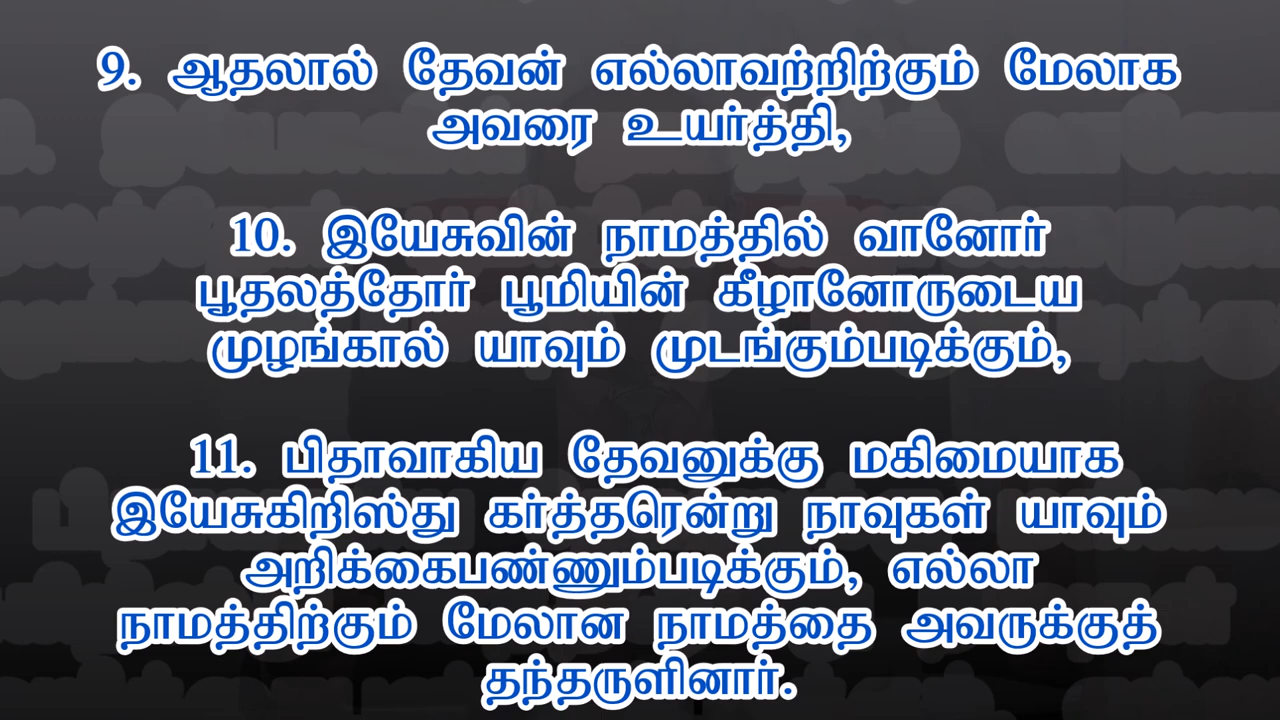 9. ஆதலால் தேவன் எல்லாவற்றிற்கும் மேலாக
அவரை உயர்த்தி,
10. இயேசுவின் நாமத்தில் வானோர்
பூதலத்தோர் பூமியின் கீழானோருடைய
முழங்கால் யாவும் முடங்கும்படிக்கும்,
11. பிதாவாகிய தேவனுக்கு மகிமையாக
இயேசுகிறிஸ்து கர்த்தரென்று நாவுகள் யாவும்
அறிக்கைபண்ணும்படிக்கும், எல்லா
நாமத்திற்கும் மேலான நாமத்தை அவருக்குத்
தந்தருளினார்.